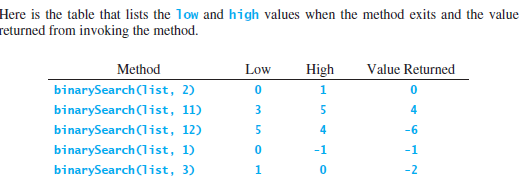 Here is the table that lists the low and high values when the method exits and the value
returned from invoking the method.
Method Low High Value Returned
binarySearch(list, 2) 0 1 0
binarySearch(list, 11) 3 5 4
binarySearch(list, 12) 5 4 -6
binarySearch(list, 1) 0 -1 -1
binarySearch(list, 3) 1 0 -2